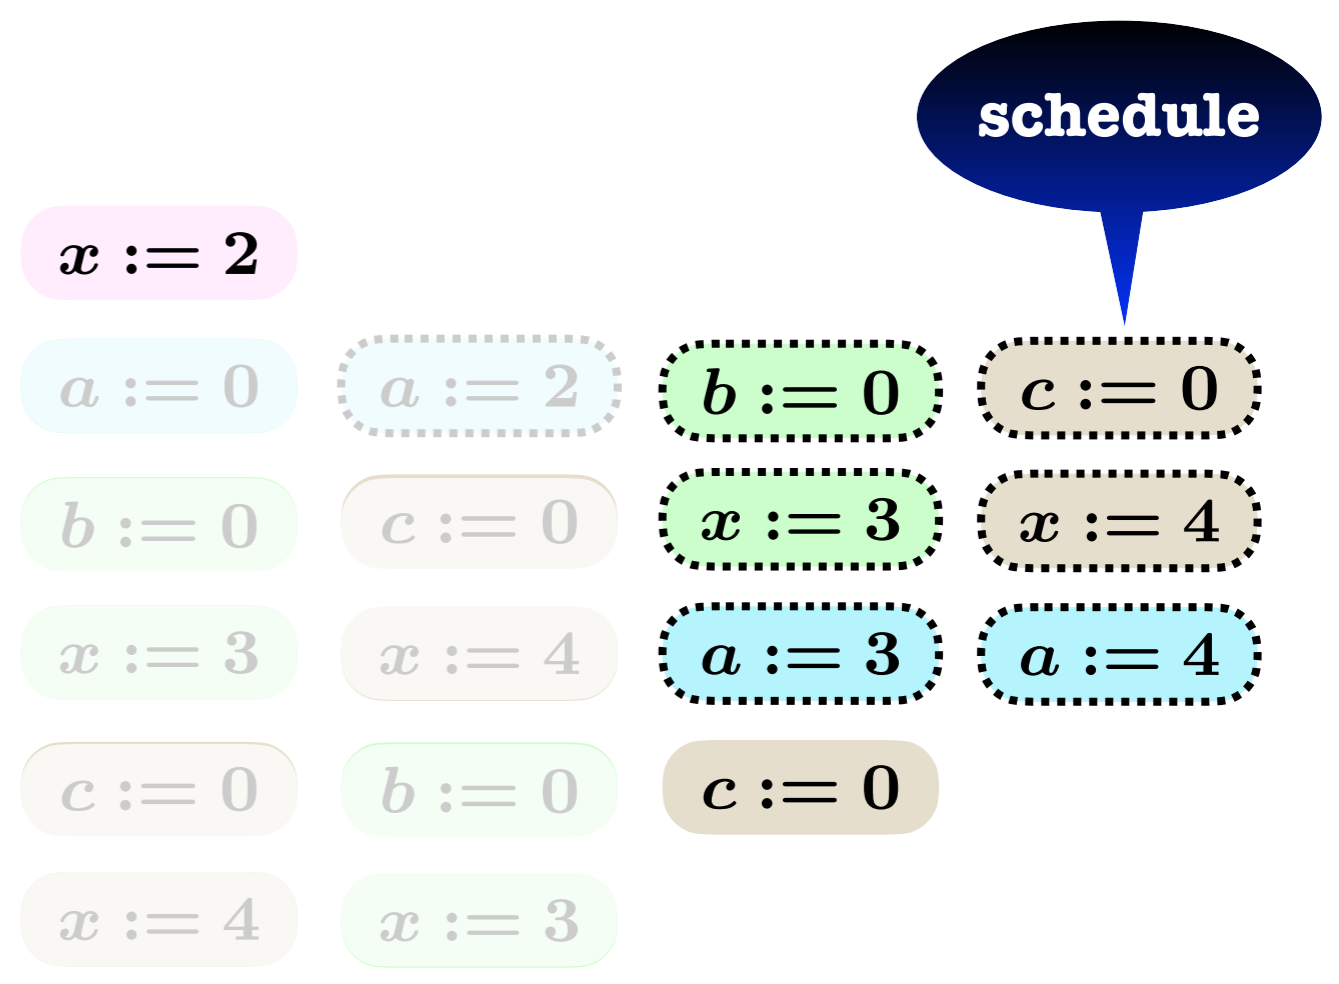 schedule
x := 2
a := 0 a := 2 b := 0 c := 0
b := 0 c := 0 x := 3 x := 4
x := 3 x := 4 a := 3 a := 4
c := 0 b := 0 c := 0
x := 4 x := 3